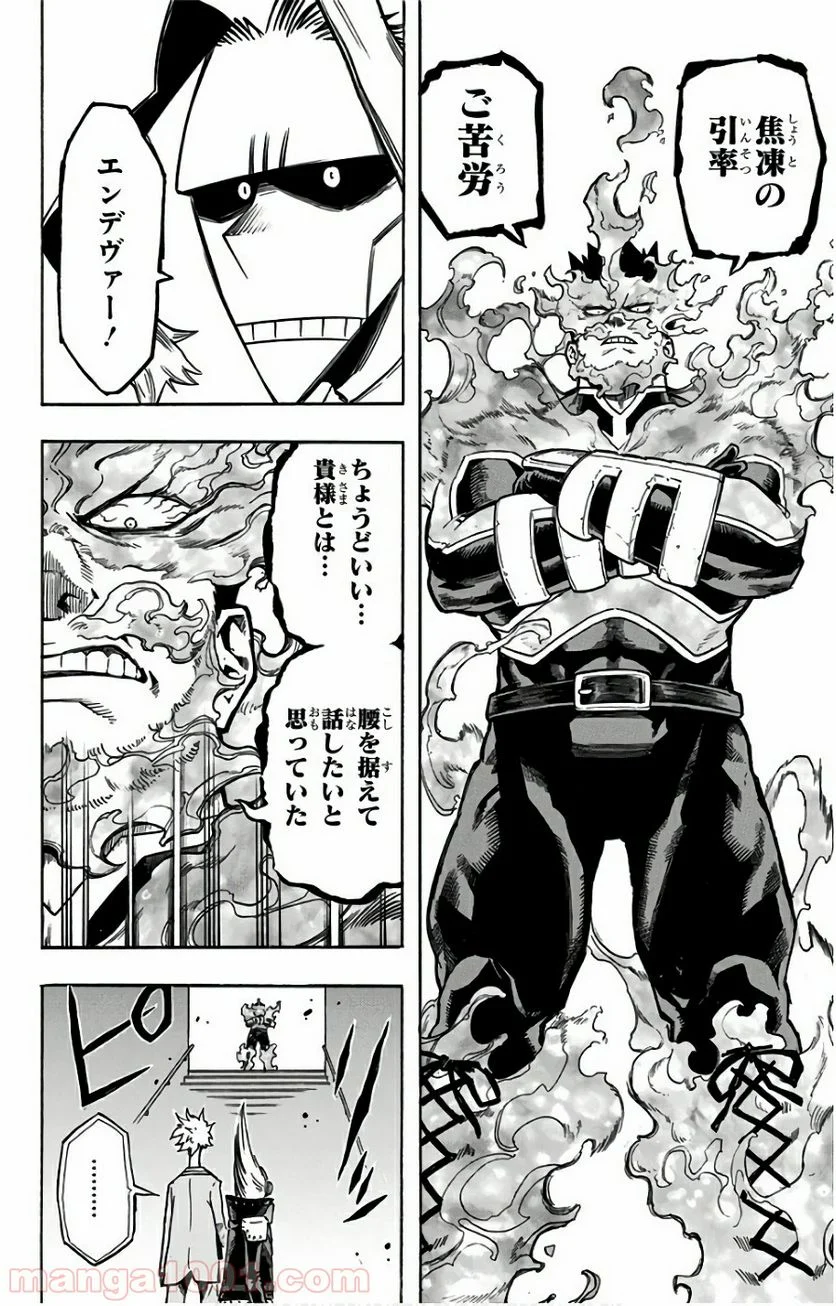 焦凍の
引率
ご苦労
エンデヴァー！
ちょうどいい…
貴様とは…
腰を据えて
話したいと
思っていた
ピリッ
………
manga1001.com